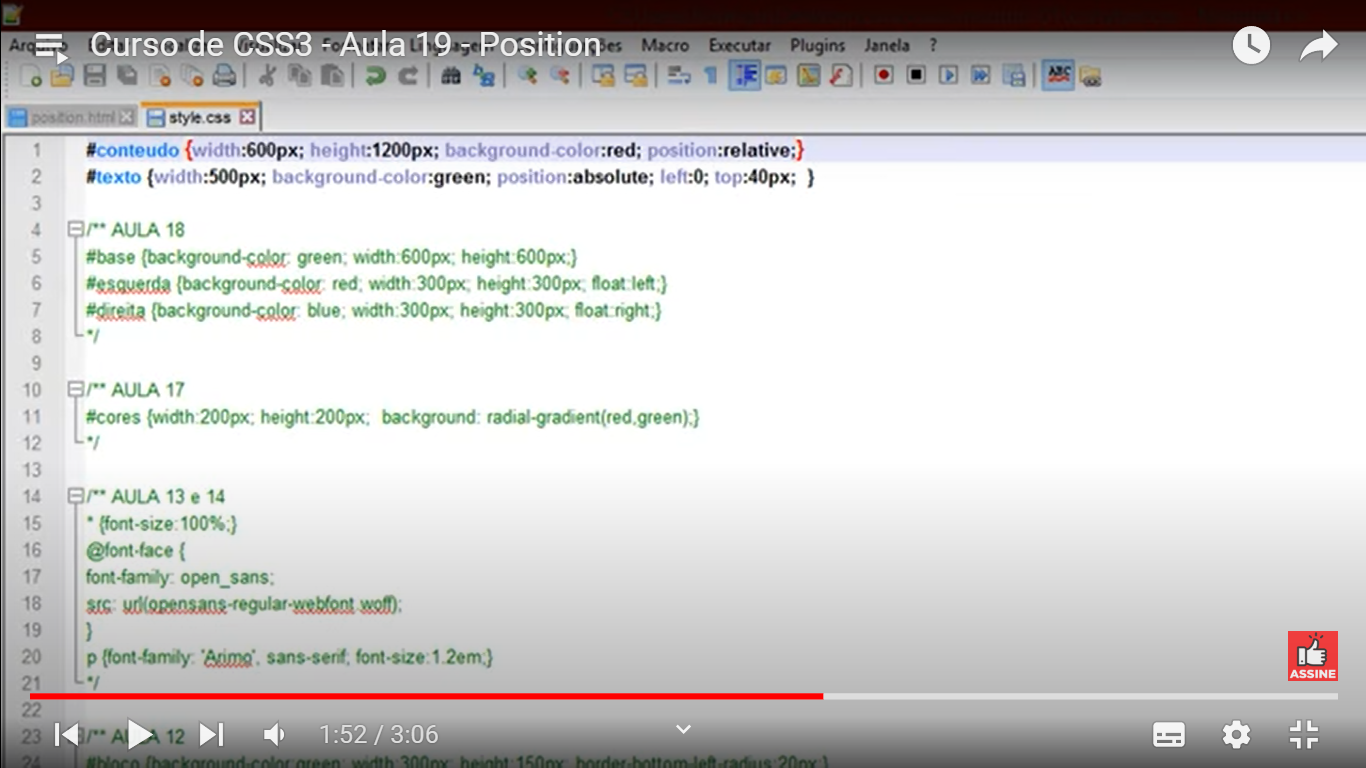 Curso de CSS3 - Aula 19 - Position
Macro Executar Plugins Janela ?
position.html style.css
1 #conteudo {width:600px; height:1200px; background-color:red; position:relative;}
2 #texto {width:500px; background-color:green; position:absolute; left:0; top:40px; }
3
4 /** AULA 18
5 #base {background-color: green; width:600px; height:600px;}
6 #esquerda {background-color: red; width:300px; height:300px; float:left;}
7 #direita {background-color: blue; width:300px; height:300px; float:right;}
8 */
9
10 /** AULA 17
11 #cores {width:200px; height:200px; background: radial-gradient(red,green);}
12 */
13
14 /** AULA 13 e 14
15 * {font-size:100%;}
16 @font-face {
17 font-family: open_sans;
18 src: url(opensans-regular-webfont.woff);
19 }
20 p {font-family: 'Arimo', sans-serif; font-size:1.2em;}
21 */
22
23 /** AULA 12
24 #bloco {background-color:green; width:300px; height:150px; border-bottom-left-radius:20px;}
ABC
ASSINE
1:52 / 3:06